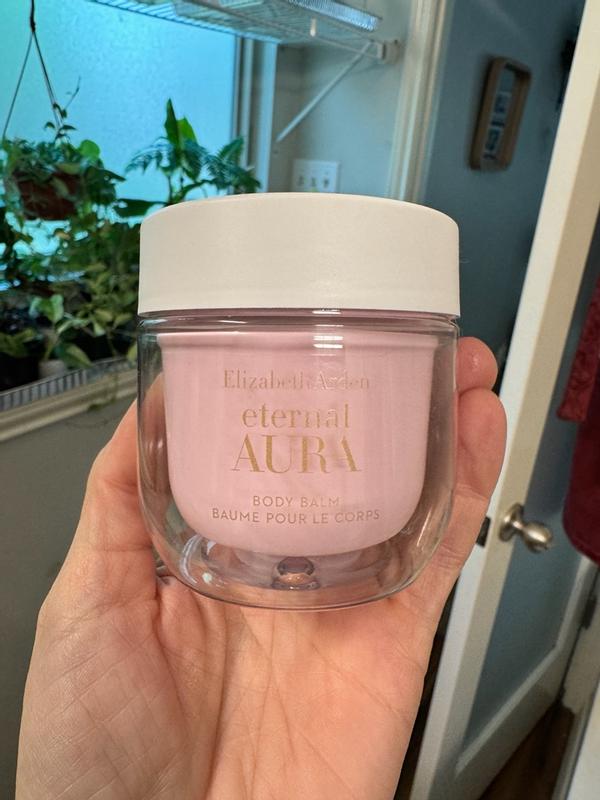 Elizabeth Arden
eternal
AURA
BODY BALM
BAUME POUR LE CORPS